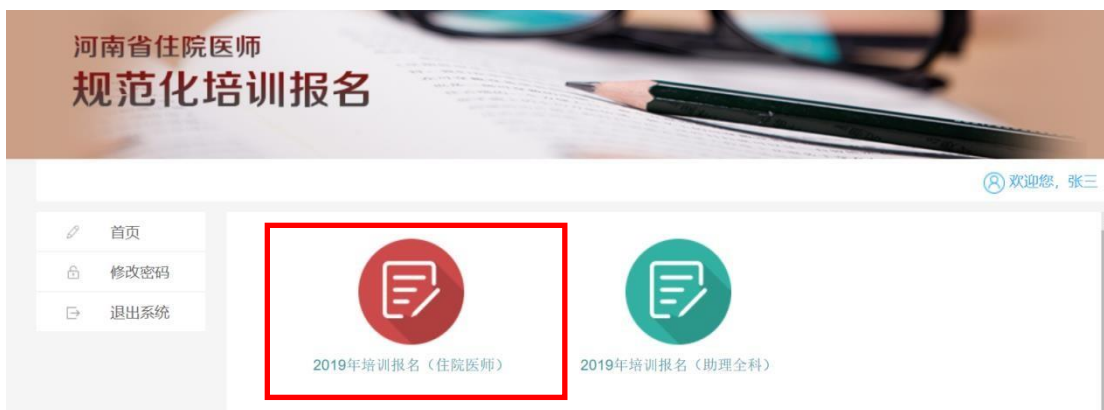 河南省住院医师
规范化培训报名
欢迎您，张三
首页
修改密码
退出系统
2019年培训报名（住院医师）
2019年培训报名（助理全科）